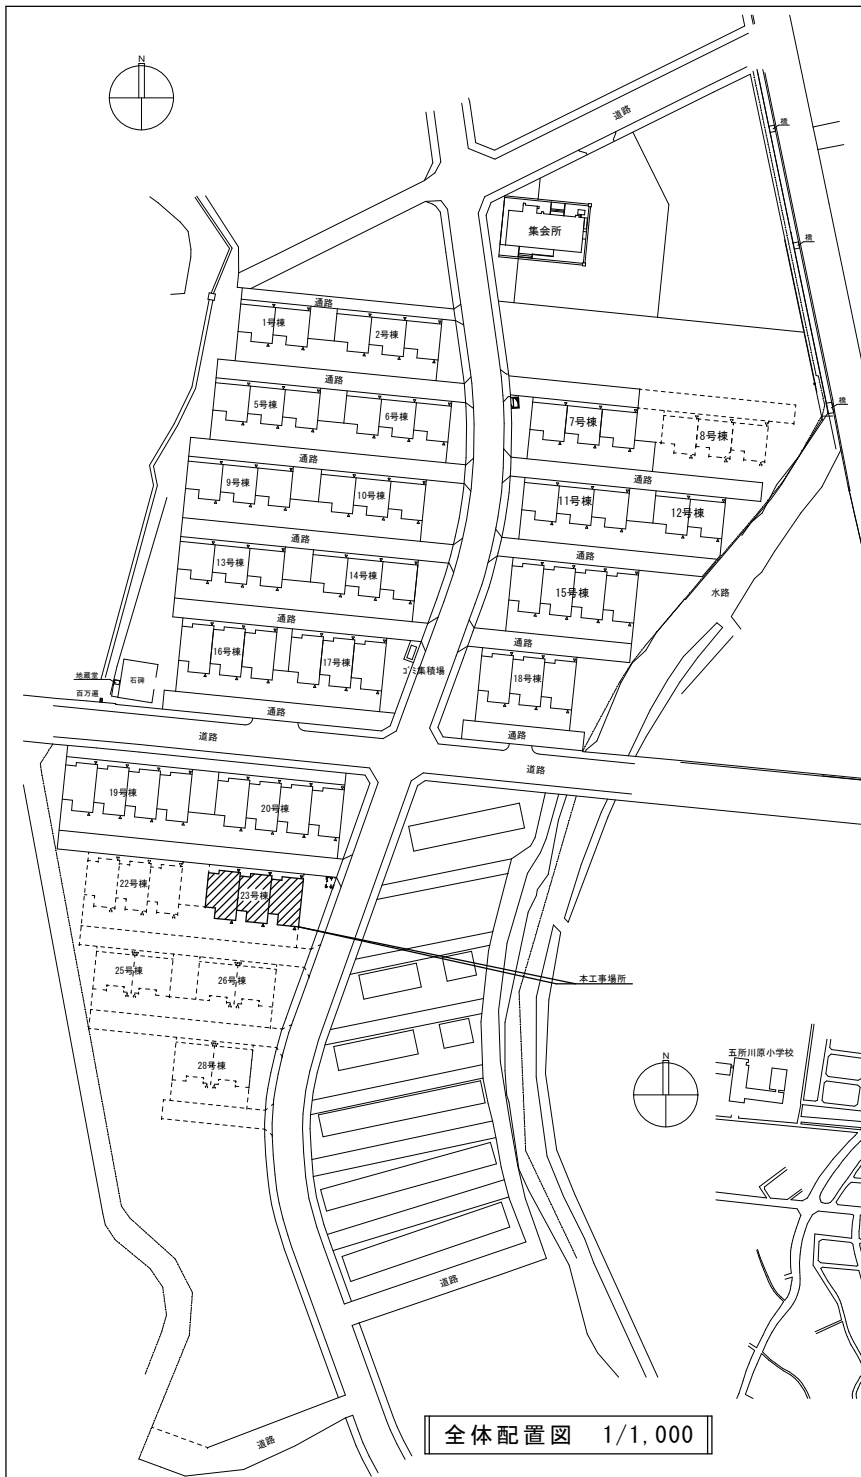 N
道路
橋
集会所
橋
通路
1号棟
2号棟
通路
橋
5号棟
6号棟
7号棟
8号棟
通路
通路
9号棟
10号棟
11号棟
12号棟
通路
通路
13号棟
14号棟
15号棟
水路
通路
通路
16号棟
17号棟
18号棟
ゴミ集積場
地蔵堂
石碑
百万遍
通路
通路
道路
道路
19号棟
20号棟
22号棟
23号棟
25号棟
26号棟
本工事場所
28号棟
N
五所川原小学校
道路
道路
全体配置図 1/1,000